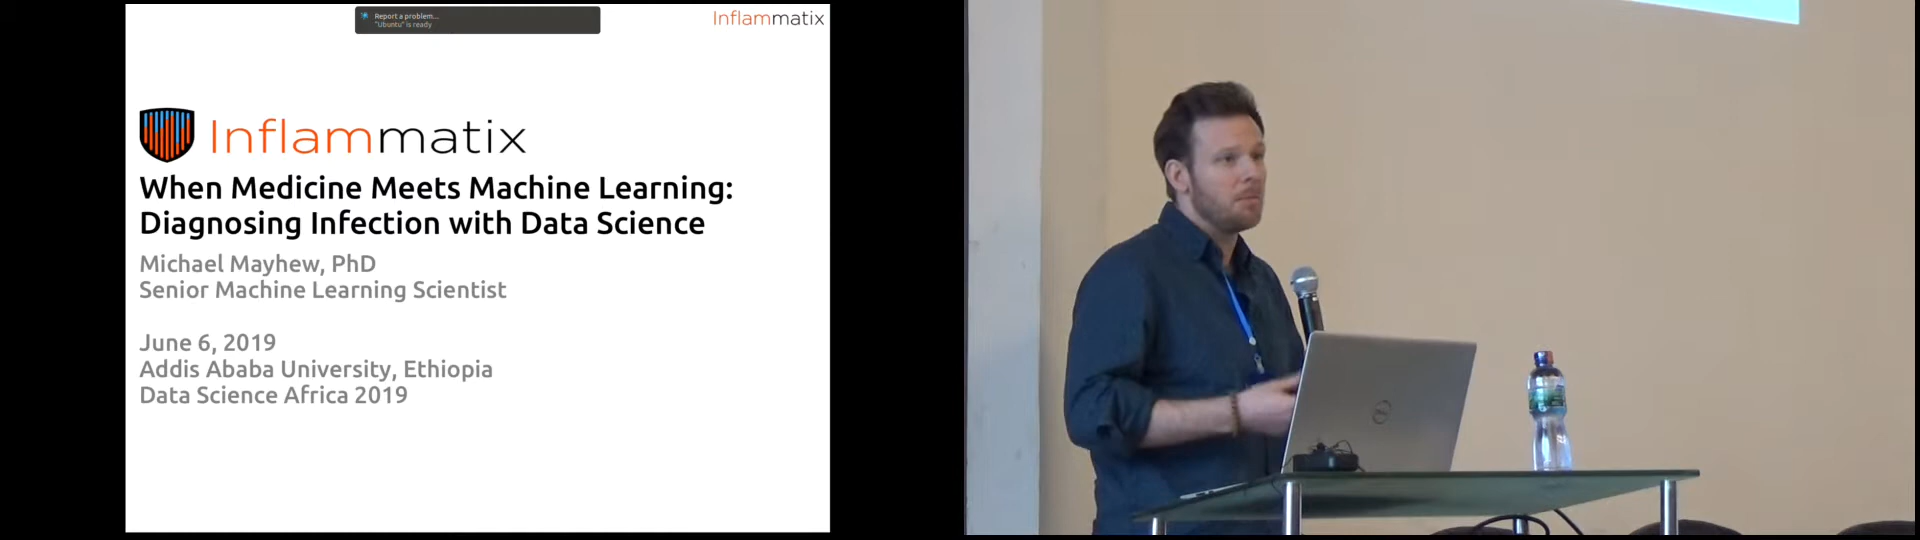 Report a problem...
"Ubuntu" is ready
Inflammatix
Inflammatix
When Medicine Meets Machine Learning:
Diagnosing Infection with Data Science
Michael Mayhew, PhD
Senior Machine Learning Scientist
June 6, 2019
Addis Ababa University, Ethiopia
Data Science Africa 2019
DELL